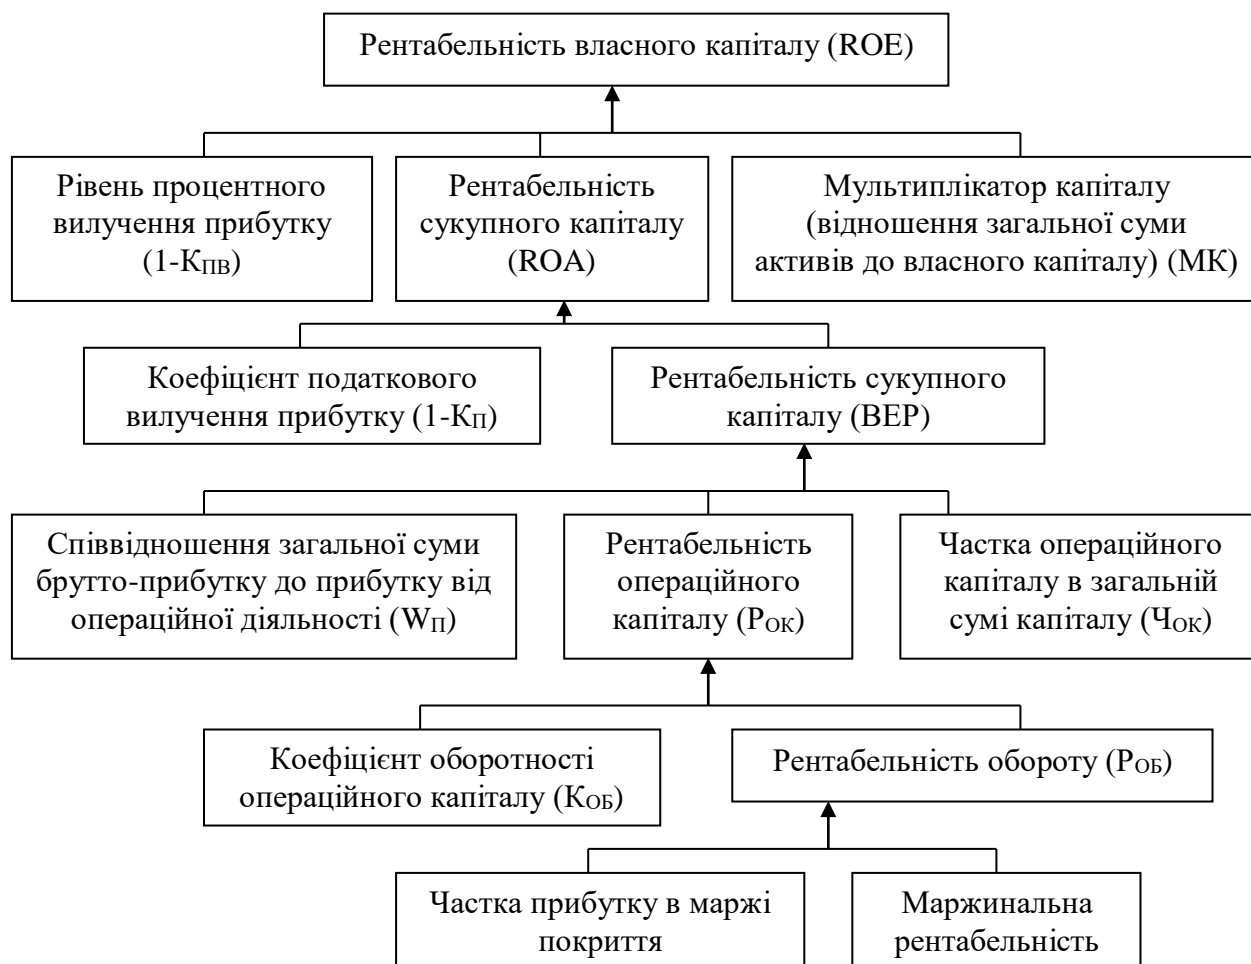 Рентабельність власного капіталу (ROE)
Рівень процентного
вилучення прибутку
(1-КПВ)
Рентабельність
сукупного капіталу
(ROA)
Мультиплікатор капіталу
(відношення загальної суми
активів до власного капіталу) (МК)
Коефіцієнт податкового
вилучення прибутку (1-КП)
Рентабельність сукупного
капіталу (ВЕР)
Співвідношення загальної суми
брутто-прибутку до прибутку від
операційної діяльності (WП)
Рентабельність
операційного
капіталу (РОК)
Частка операційного
капіталу в загальній
сумі капіталу (ЧОК)
Коефіцієнт оборотності
операційного капіталу (КОБ)
Рентабельність обороту (РОБ)
Частка прибутку в маржі
покриття
Маржинальна
рентабельність